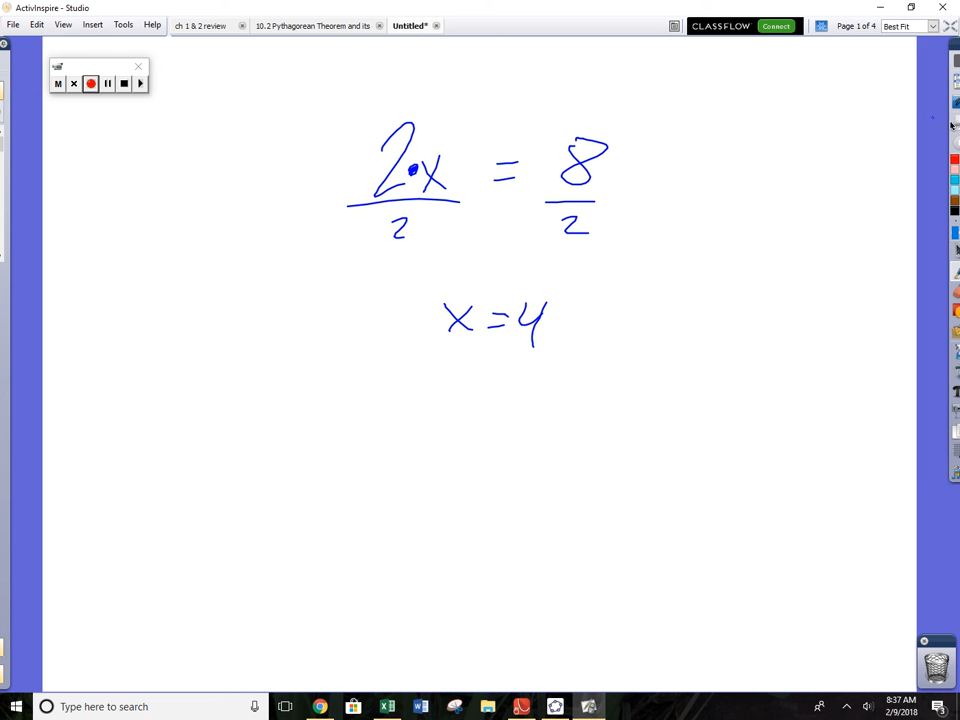 ActivInspire - Studio
File Edit View Insert Tools Help
ch 1 & 2 review
10.2 Pythagorean Theorem and its
Untitled*
CLASSFLOW Connect
Page 1 of 4
Best Fit
M
2·x = 8
2 2
x = 4
Type here to search
8:37 AM
2/9/2018
3